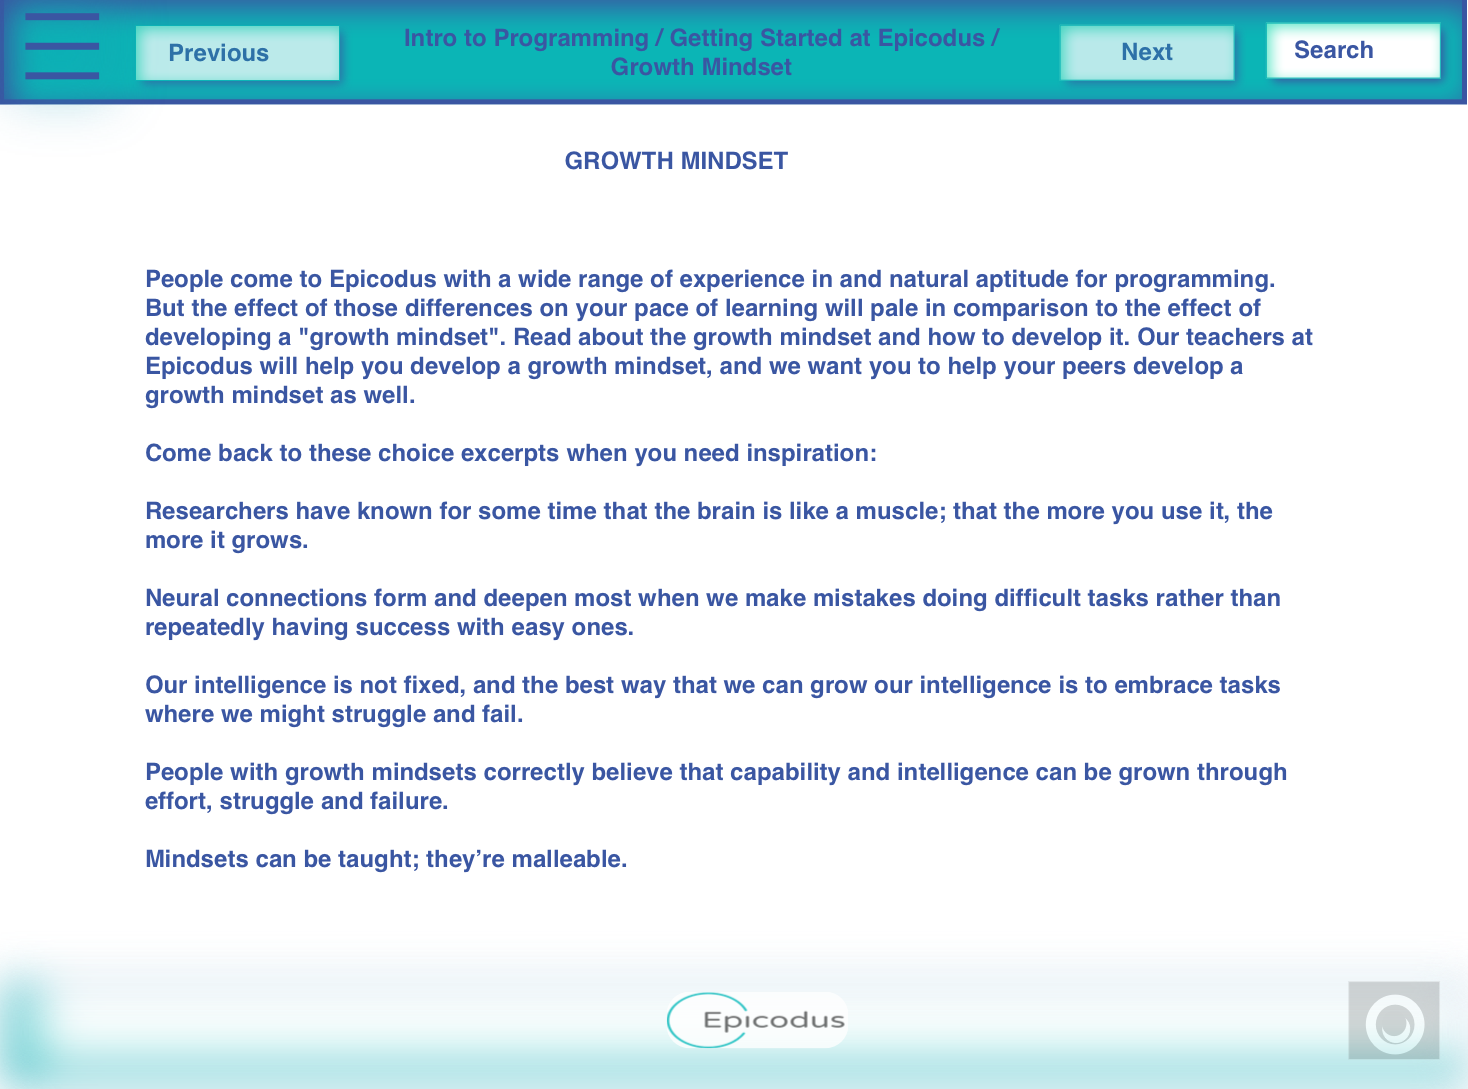 Previous
Intro to Programming / Getting Started at Epicodus /
Growth Mindset
Next
Search
GROWTH MINDSET
People come to Epicodus with a wide range of experience in and natural aptitude for programming.
But the effect of those differences on your pace of learning will pale in comparison to the effect of
developing a "growth mindset". Read about the growth mindset and how to develop it. Our teachers at
Epicodus will help you develop a growth mindset, and we want you to help your peers develop a
growth mindset as well.
Come back to these choice excerpts when you need inspiration:
Researchers have known for some time that the brain is like a muscle; that the more you use it, the
more it grows.
Neural connections form and deepen most when we make mistakes doing difficult tasks rather than
repeatedly having success with easy ones.
Our intelligence is not fixed, and the best way that we can grow our intelligence is to embrace tasks
where we might struggle and fail.
People with growth mindsets correctly believe that capability and intelligence can be grown through
effort, struggle and failure.
Mindsets can be taught; they’re malleable.
Epicodus